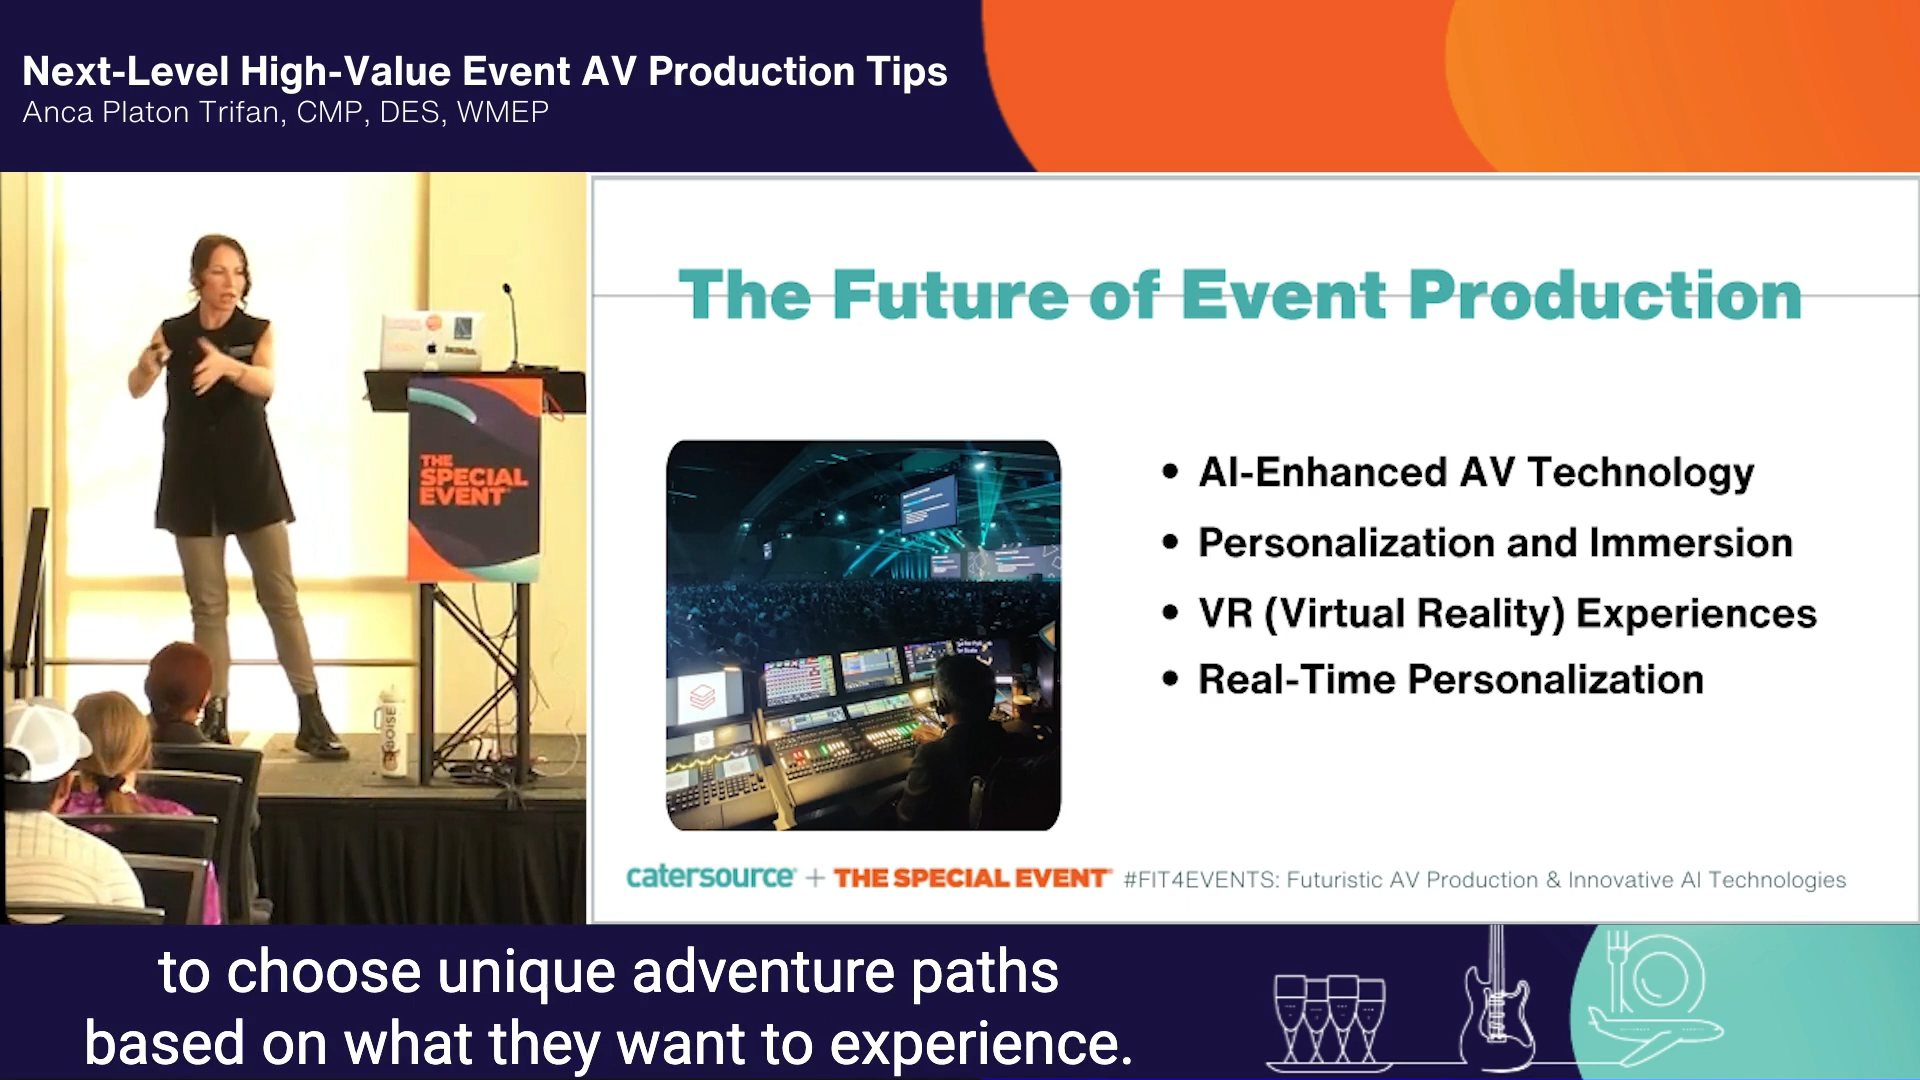 Next-Level High-Value Event AV Production Tips
Anca Platon Trifan, CMP, DES, WMEP
THE
SPECIAL
EVENT
BOISE
The Future of Event Production
• AI-Enhanced AV Technology
• Personalization and Immersion
• VR (Virtual Reality) Experiences
• Real-Time Personalization
catersource + THE SPECIAL EVENT #FIT4EVENTS: Futuristic AV Production & Innovative AI Technologies
to choose unique adventure paths
based on what they want to experience.